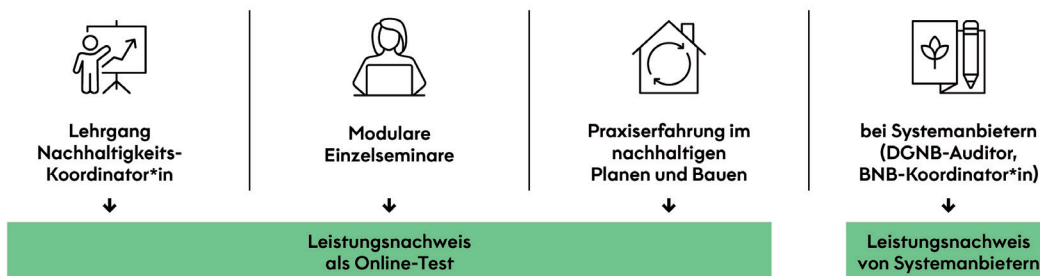 Lehrgang
Nachhaltigkeits-
Koordinator*in
Modulare
Einzelseminare
Praxiserfahrung im
nachhaltigen
Planen und Bauen
bei Systemanbietern
(DGNB-Auditor,
BNB-Koordinator*in)
Leistungsnachweis
als Online-Test
Leistungsnachweis
von Systemanbietern